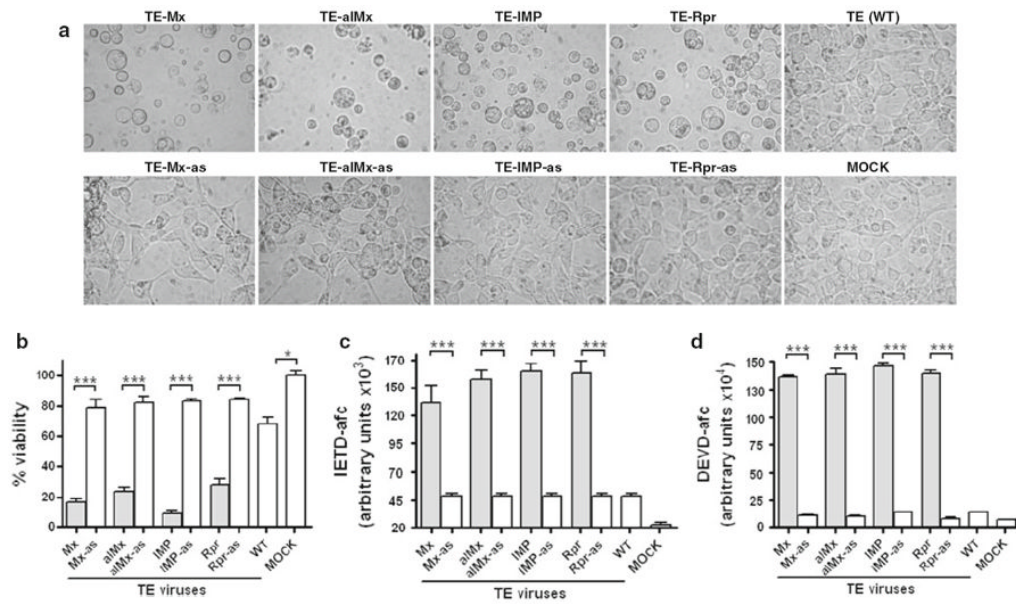 a
TE-Mx TE-alMx TE-IMP TE-Rpr TE (WT)
TE-Mx-as TE-alMx-as TE-IMP-as TE-Rpr-as MOCK
b
% viability
100
80
60
40
20
0
*** *** *** *** *
Mx Mx-as alMx alMx-as IMP IMP-as Rpr Rpr-as WT MOCK
TE viruses
c
IETD-afc
(arbitrary units x10³)
170
150
120
95
70
45
20
*** *** *** ***
Mx Mx-as alMx alMx-as IMP IMP-as Rpr Rpr-as WT MOCK
TE viruses
d
DEVD-afc
(arbitrary units x10⁴)
150
125
100
75
50
25
0
*** *** *** ***
Mx Mx-as alMx alMx-as IMP IMP-as Rpr Rpr-as WT MOCK
TE viruses